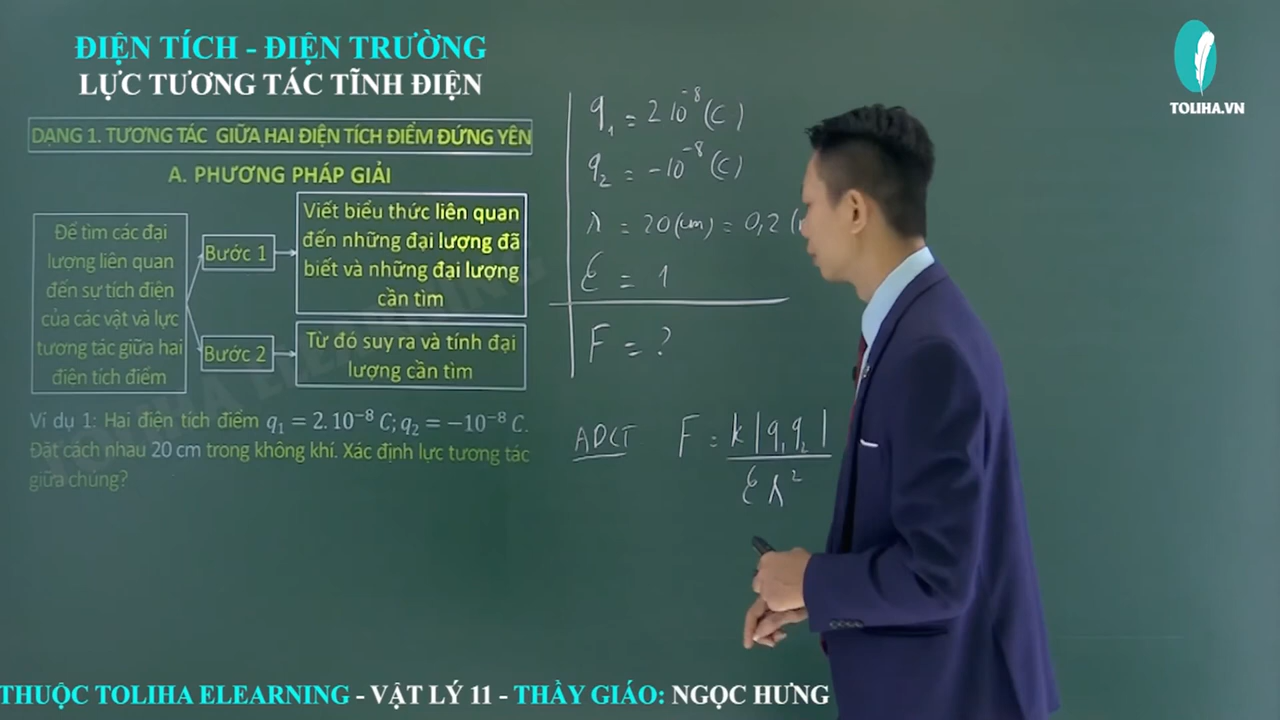 ĐIỆN TÍCH - ĐIỆN TRƯỜNG
LỰC TƯƠNG TÁC TĨNH ĐIỆN
TOLIHA.VN
DẠNG 1. TƯƠNG TÁC GIỮA HAI ĐIỆN TÍCH ĐIỂM ĐỨNG YÊN
A. PHƯƠNG PHÁP GIẢI
Để tìm các đại
lượng liên quan
đến sự tích điện
của các vật và lực
tương tác giữa hai
điện tích điểm
Bước 1
Viết biểu thức liên quan
đến những đại lượng đã
biết và những đại lượng
cần tìm
Bước 2
Từ đó suy ra và tính đại
lượng cần tìm
Ví dụ 1: Hai điện tích điểm q₁ = 2.10⁻⁸ C; q₂ = −10⁻⁸ C.
Đặt cách nhau 20 cm trong không khí. Xác định lực tương tác
giữa chúng?
q₁ = 2 10⁻⁸ (C)
q₂ = -10⁻⁸ (C)
r = 20 (cm) = 0,2 (
ε = 1
F = ?
ADCT F = k|q₁q₂| / εr²
TOLIHA ELEARNING
THUỘC TOLIHA ELEARNING - VẬT LÝ 11 - THẦY GIÁO: NGỌC HƯNG